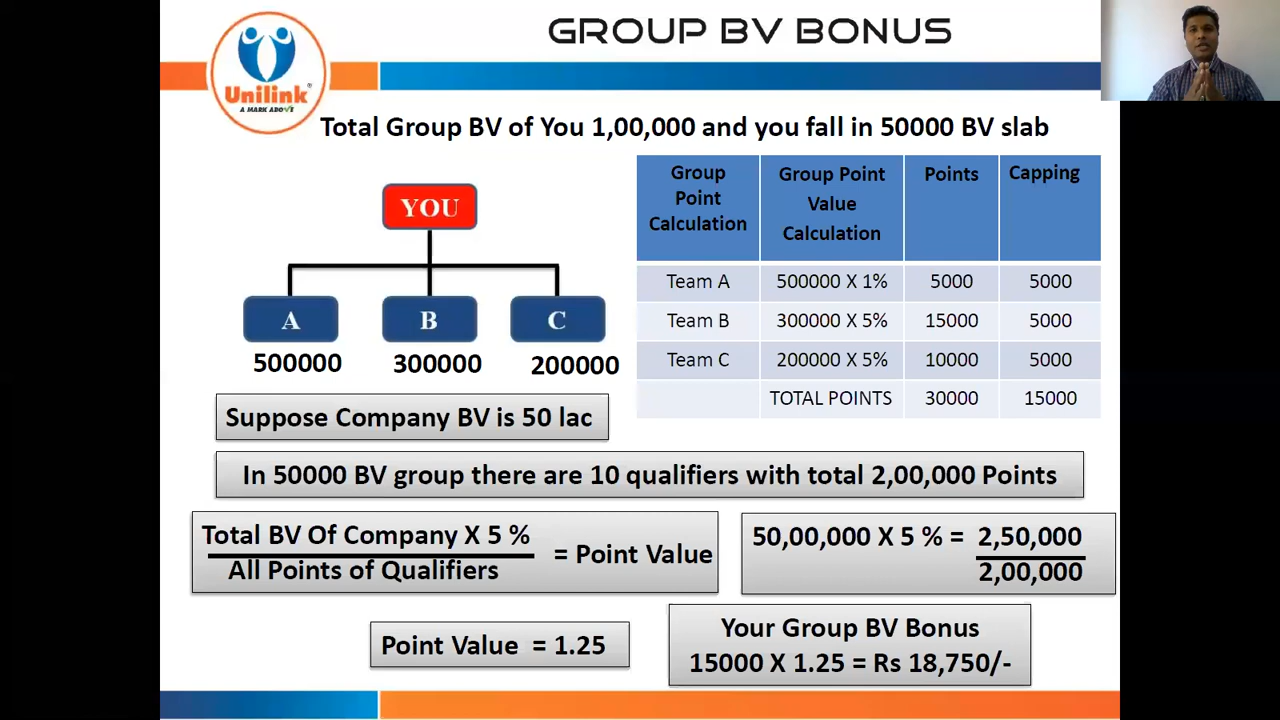 GROUP BV BONUS
Unilink®
A MARK ABOVE
Total Group BV of You 1,00,000 and you fall in 50000 BV slab
YOU
A B C
500000 300000 200000
Group Point Calculation Group Point Value Calculation Points Capping
Team A 500000 X 1% 5000 5000
Team B 300000 X 5% 15000 5000
Team C 200000 X 5% 10000 5000
TOTAL POINTS 30000 15000
Suppose Company BV is 50 lac
In 50000 BV group there are 10 qualifiers with total 2,00,000 Points
Total BV Of Company X 5 %
All Points of Qualifiers
= Point Value
50,00,000 X 5 % = 2,50,000
2,00,000
Point Value = 1.25
Your Group BV Bonus
15000 X 1.25 = Rs 18,750/-